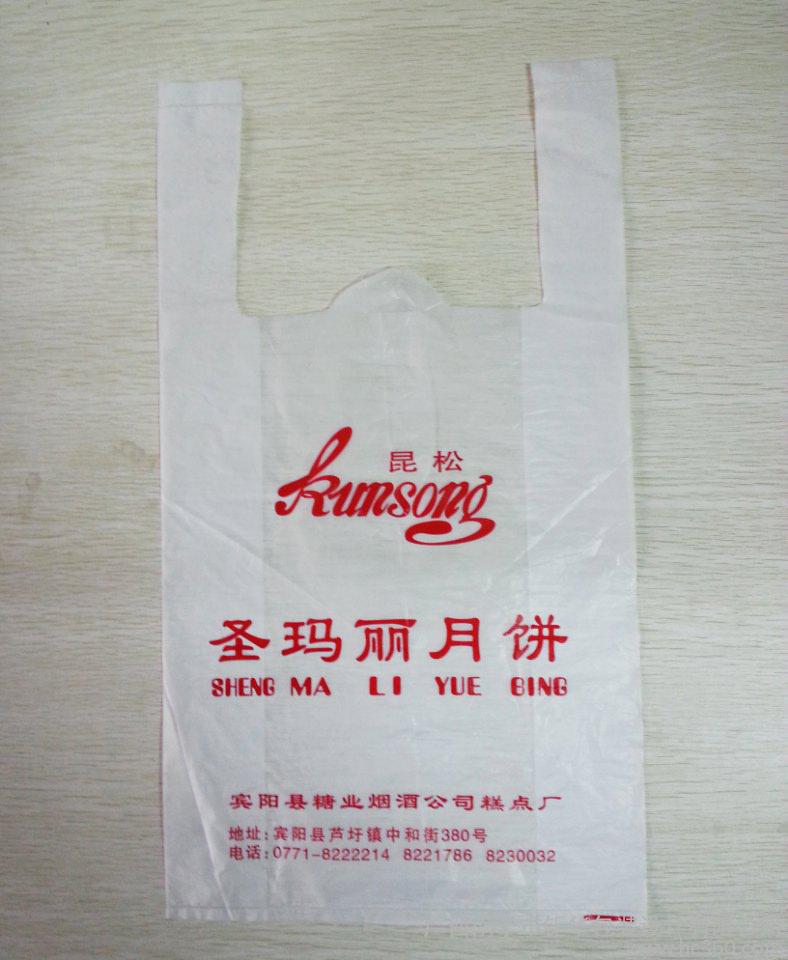 昆松
Kunsong
圣玛丽月饼
SHENG MA LI YUE BING
宾阳县糖业烟酒公司糕点厂
地址:宾阳县芦圩镇中和街380号
电话:0771-8222214 8221786 8230032